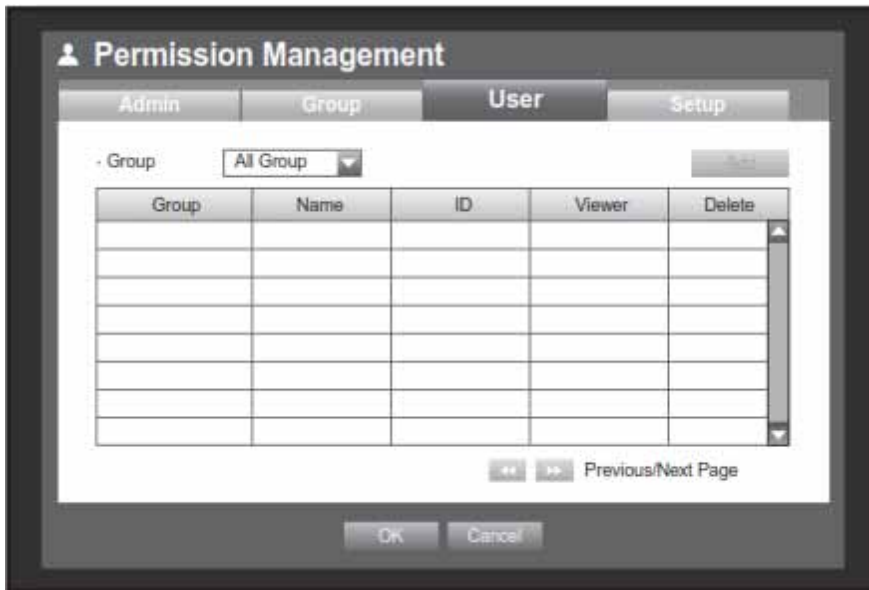 Permission Management
Admin Group User Setup
- Group All Group Add
Group Name ID Viewer Delete
Previous/Next Page
OK Cancel